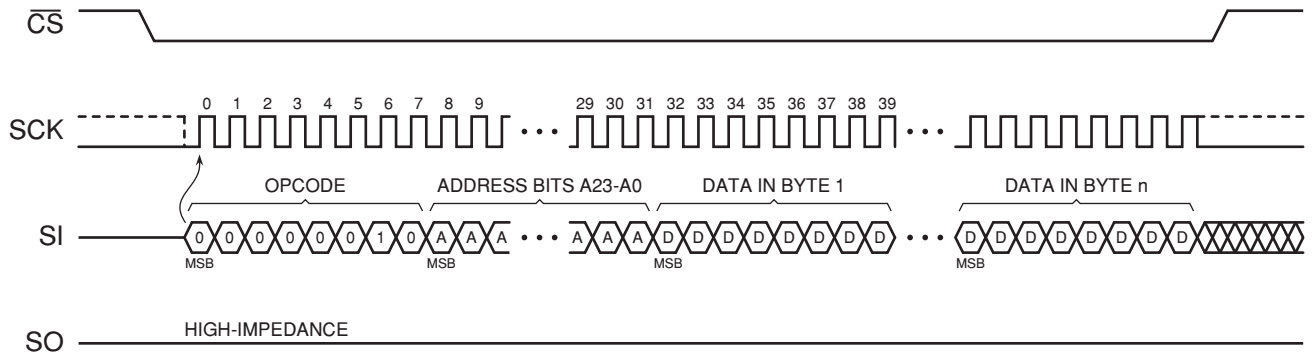 CS
SCK
0 1 2 3 4 5 6 7 8 9 29 30 31 32 33 34 35 36 37 38 39
OPCODE ADDRESS BITS A23-A0 DATA IN BYTE 1 DATA IN BYTE n
SI
0 0 0 0 0 0 1 0 A A A A A A D D D D D D D D D D D D D D D D
MSB MSB MSB MSB
SO
HIGH-IMPEDANCE